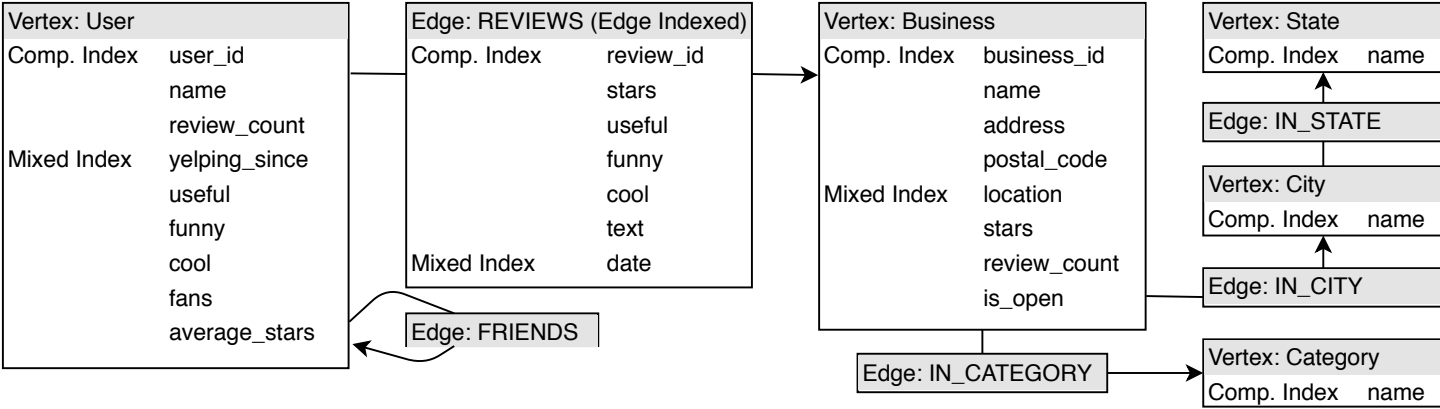 Vertex: User
Comp. Index user_id
name
review_count
Mixed Index yelping_since
useful
funny
cool
fans
average_stars
Edge: REVIEWS (Edge Indexed)
Comp. Index review_id
stars
useful
funny
cool
text
Mixed Index date
Edge: FRIENDS
Vertex: Business
Comp. Index business_id
name
address
postal_code
Mixed Index location
stars
review_count
is_open
Edge: IN_CATEGORY
Vertex: State
Comp. Index name
Edge: IN_STATE
Vertex: City
Comp. Index name
Edge: IN_CITY
Vertex: Category
Comp. Index name